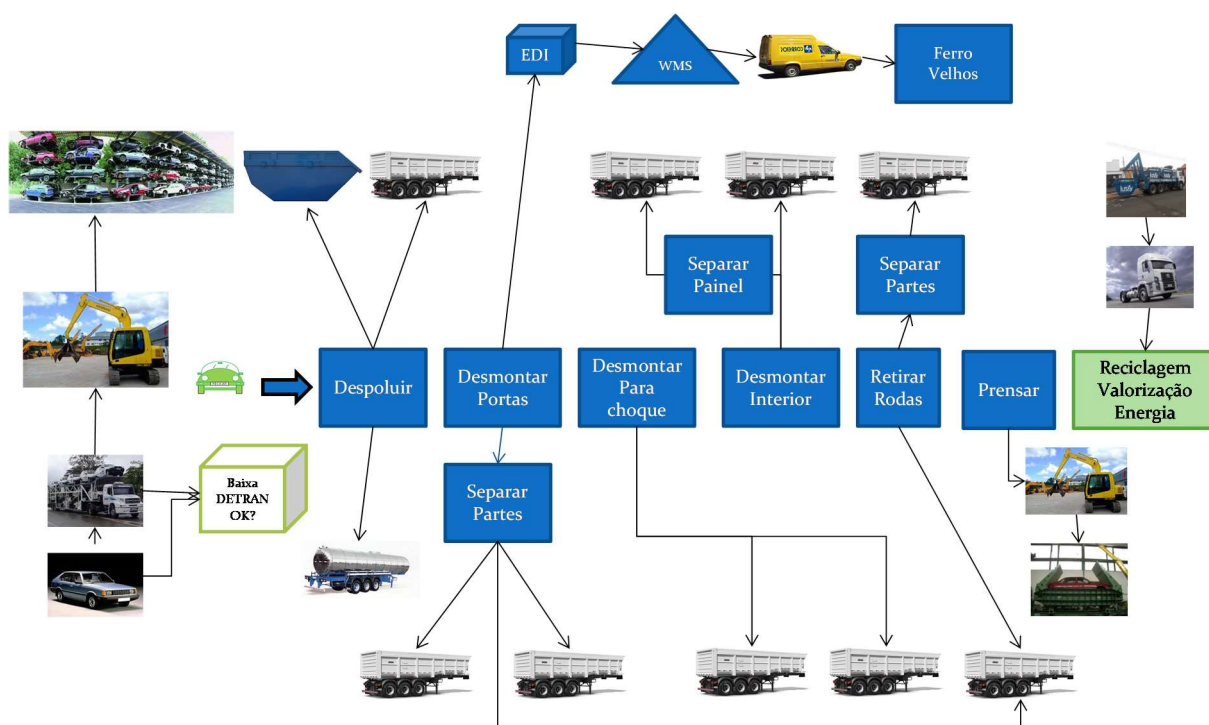 EDI
WMS
Ferro
Velhos
Separar
Painel
Separar
Partes
Despoluir
Desmontar
Portas
Desmontar
Para
choque
Desmontar
Interior
Retirar
Rodas
Prensar
Reciclagem
Valorização
Energia
Baixa
DETRAN
OK?
Separar
Partes